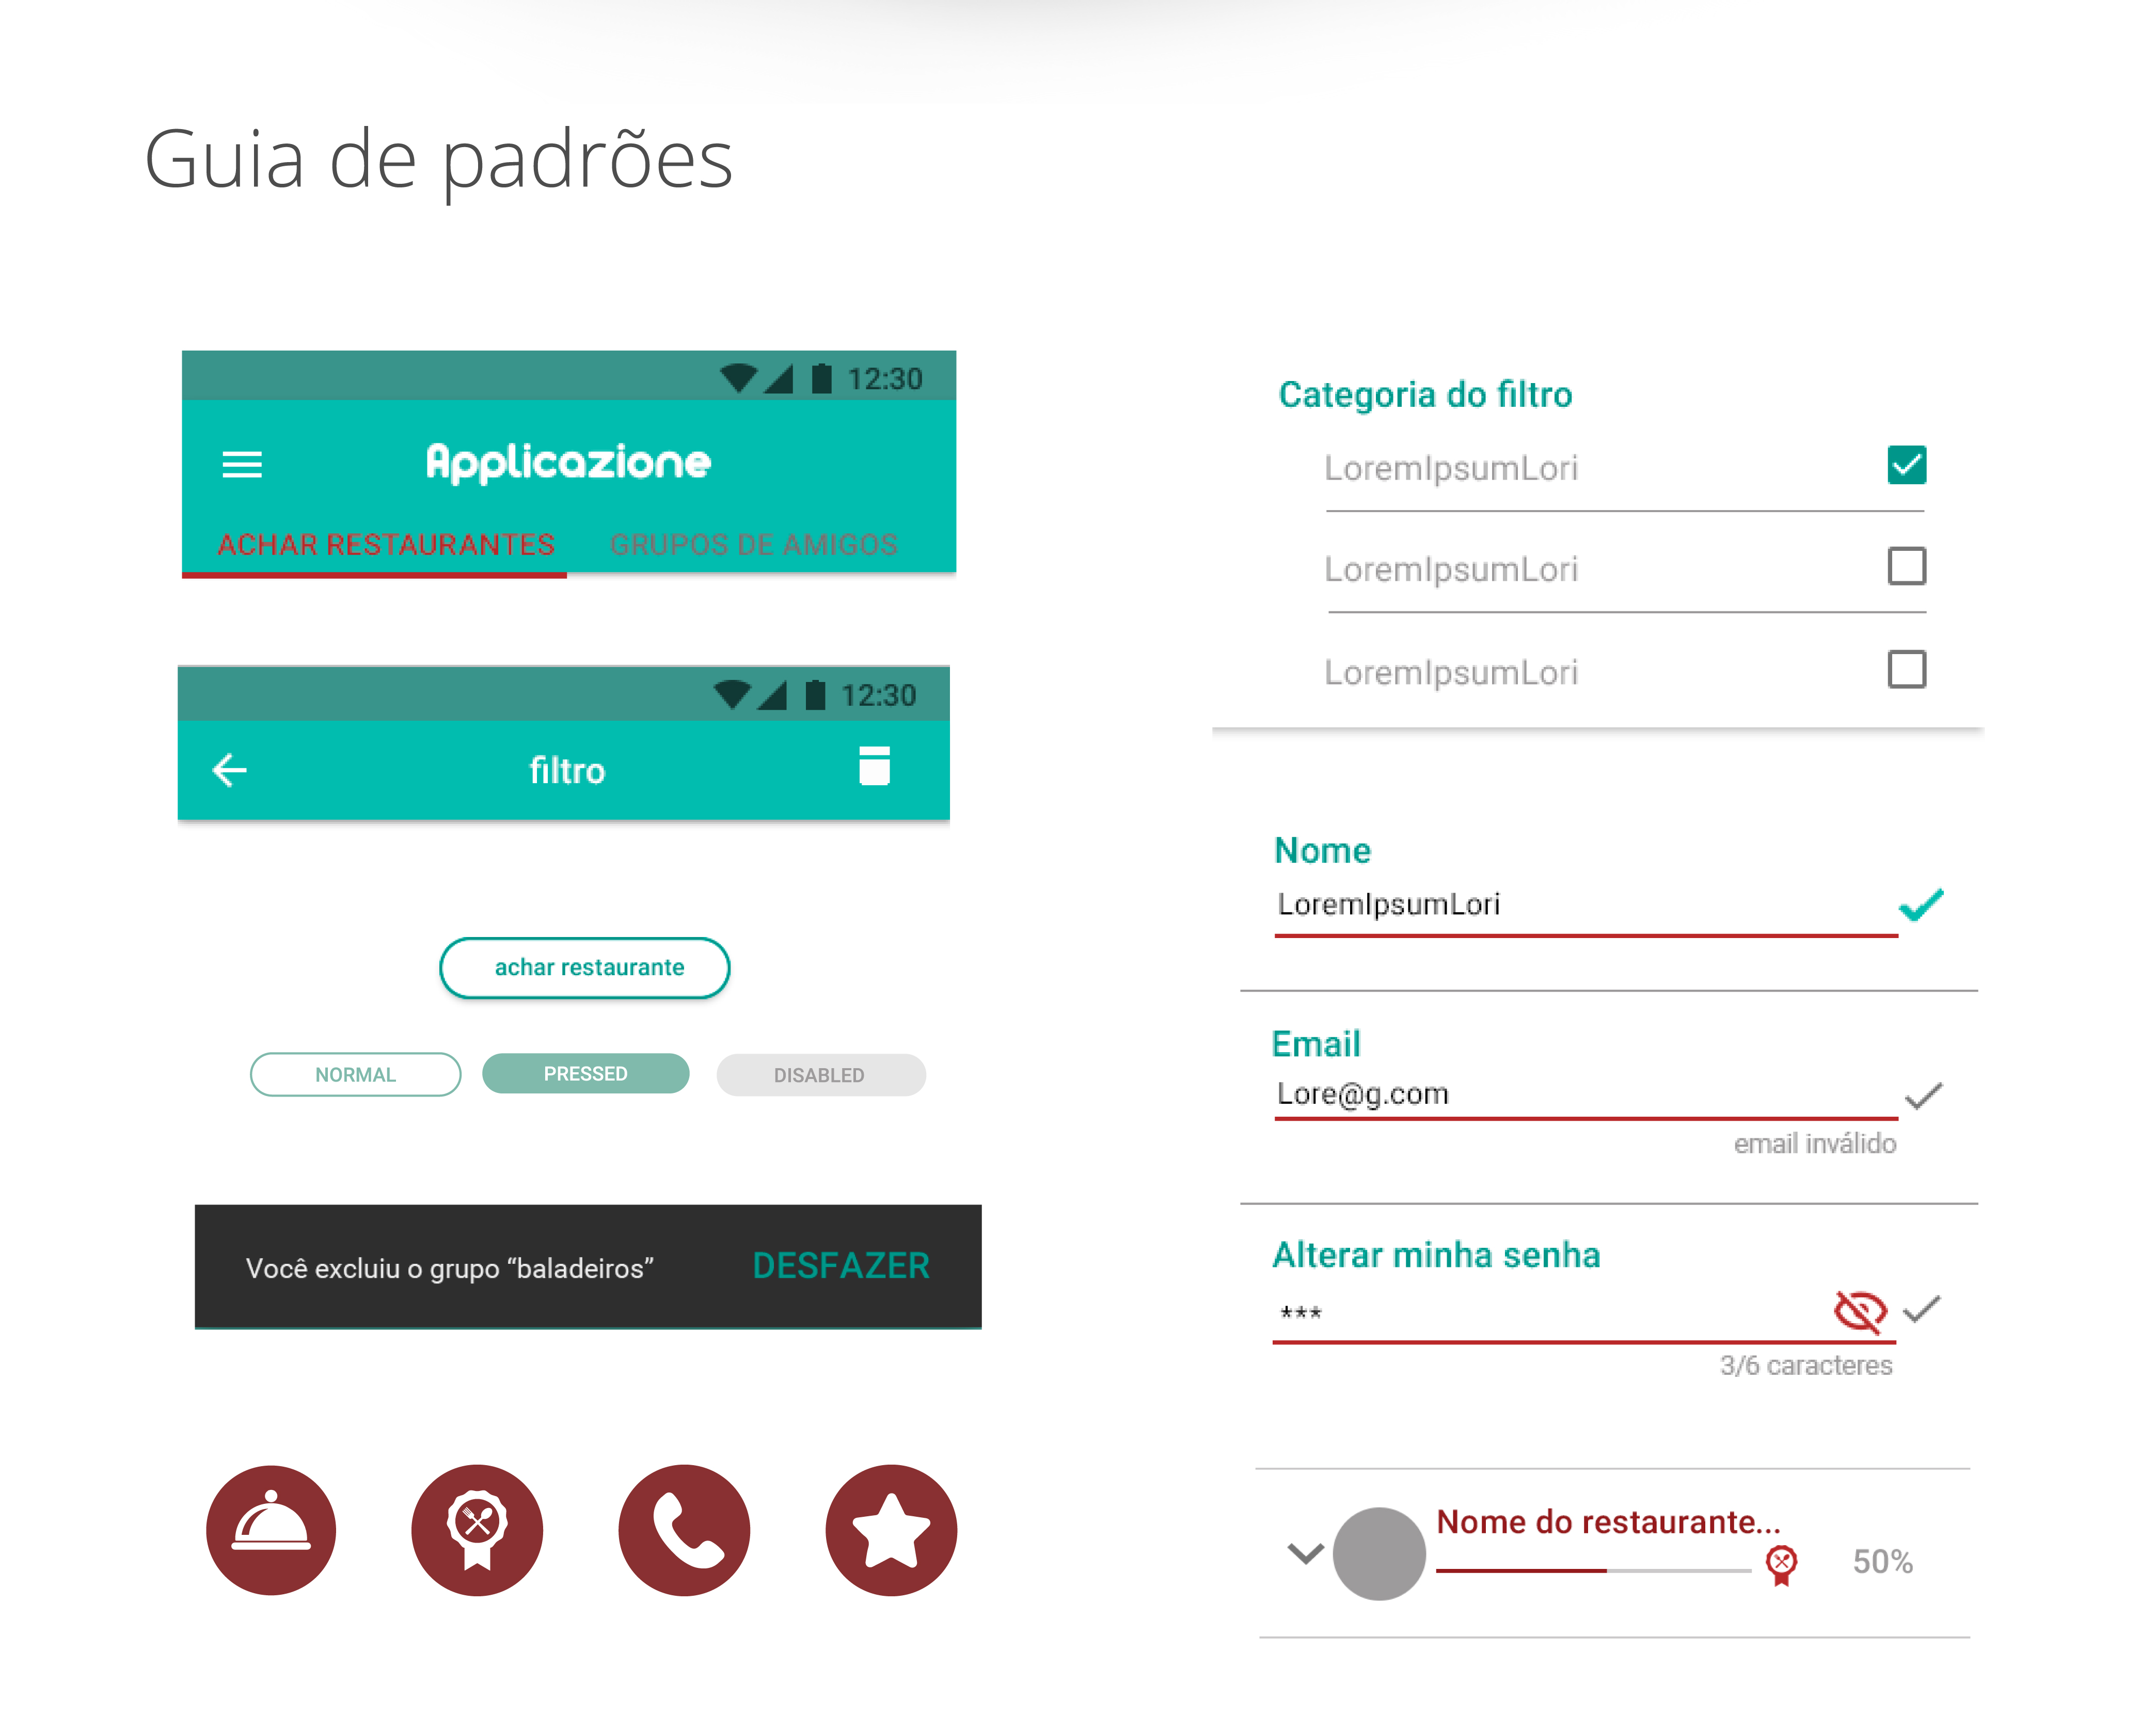 Guia de padrões
12:30
Applicazione
ACHAR RESTAURANTES GRUPOS DE AMIGOS
12:30
filtro
achar restaurante
NORMAL PRESSED DISABLED
Você excluiu o grupo “baladeiros” DESFAZER
Categoria do filtro
LoremIpsumLori
LoremIpsumLori
LoremIpsumLori
Nome
LoremIpsumLori
Email
Lore@g.com
email inválido
Alterar minha senha
***
3/6 caracteres
Nome do restaurante...
50%